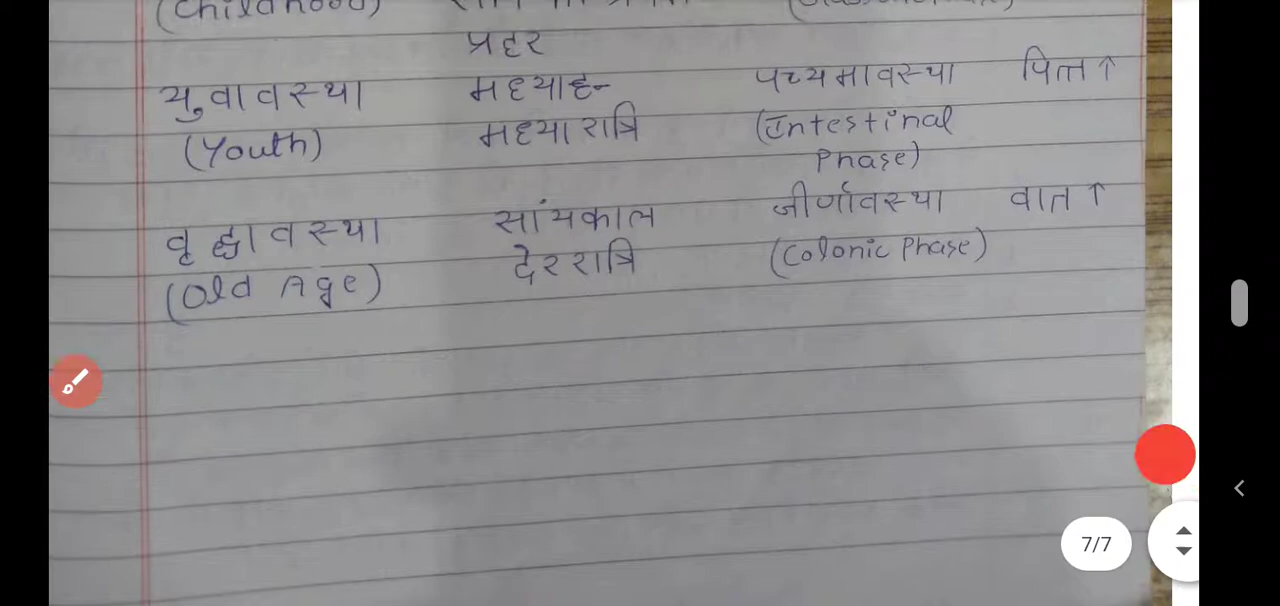 (Childhood)
प्रहर
युवावस्था मध्याह्न पच्यमावस्था पित्त ↑
(Youth) मध्या रात्रि (Intestinal
Phase)
वृद्धावस्था सांयकाल जीर्णावस्था वात ↑
(Old Age) देर रात्रि (Colonic Phase)
7/7